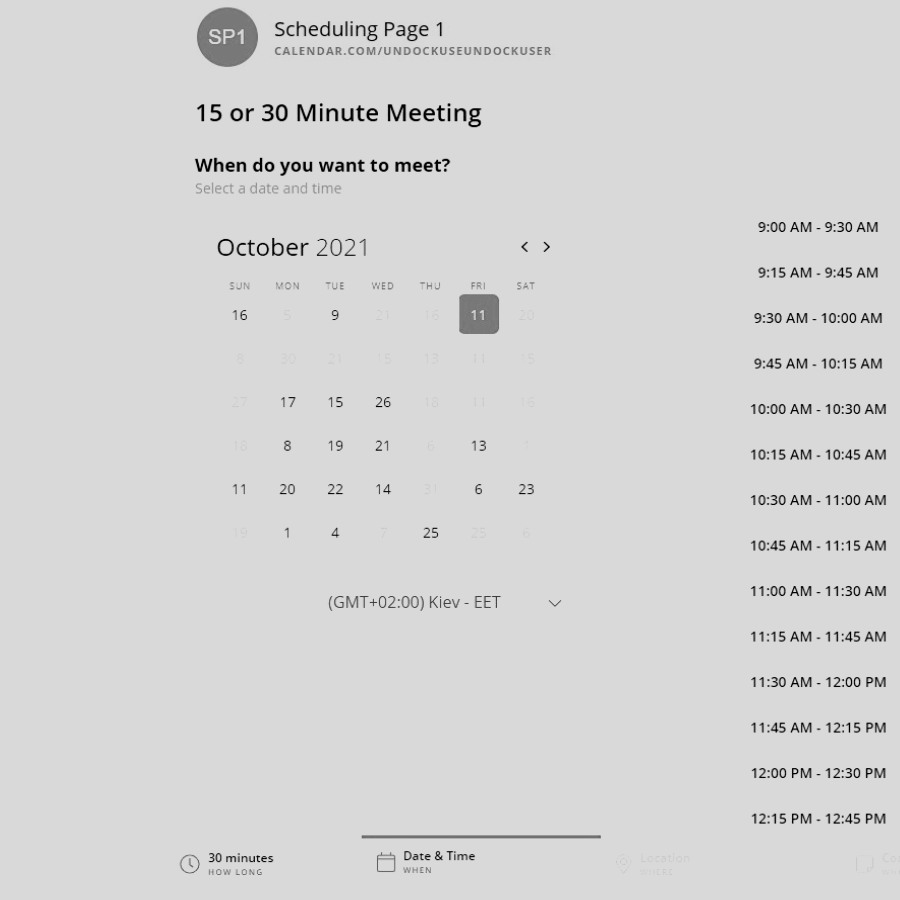 SP1
Scheduling Page 1
CALENDAR.COM/UNDOCKUSEUNDOCKUSER
15 or 30 Minute Meeting
When do you want to meet?
Select a date and time
October 2021
SUN MON TUE WED THU FRI SAT
16 5 9 21 16 11 20
8 30 21 15 13 11 15
27 17 15 26 16 11 16
18 8 19 21 6 13
11 20 22 14 31 6 23
19 1 4 7 25 25 6
(GMT+02:00) Kiev - EET
9:00 AM - 9:30 AM
9:15 AM - 9:45 AM
9:30 AM - 10:00 AM
9:45 AM - 10:15 AM
10:00 AM - 10:30 AM
10:15 AM - 10:45 AM
10:30 AM - 11:00 AM
10:45 AM - 11:15 AM
11:00 AM - 11:30 AM
11:15 AM - 11:45 AM
11:30 AM - 12:00 PM
11:45 AM - 12:15 PM
12:00 PM - 12:30 PM
12:15 PM - 12:45 PM
30 minutes
HOW LONG
Date & Time
WHEN
Location
WHERE